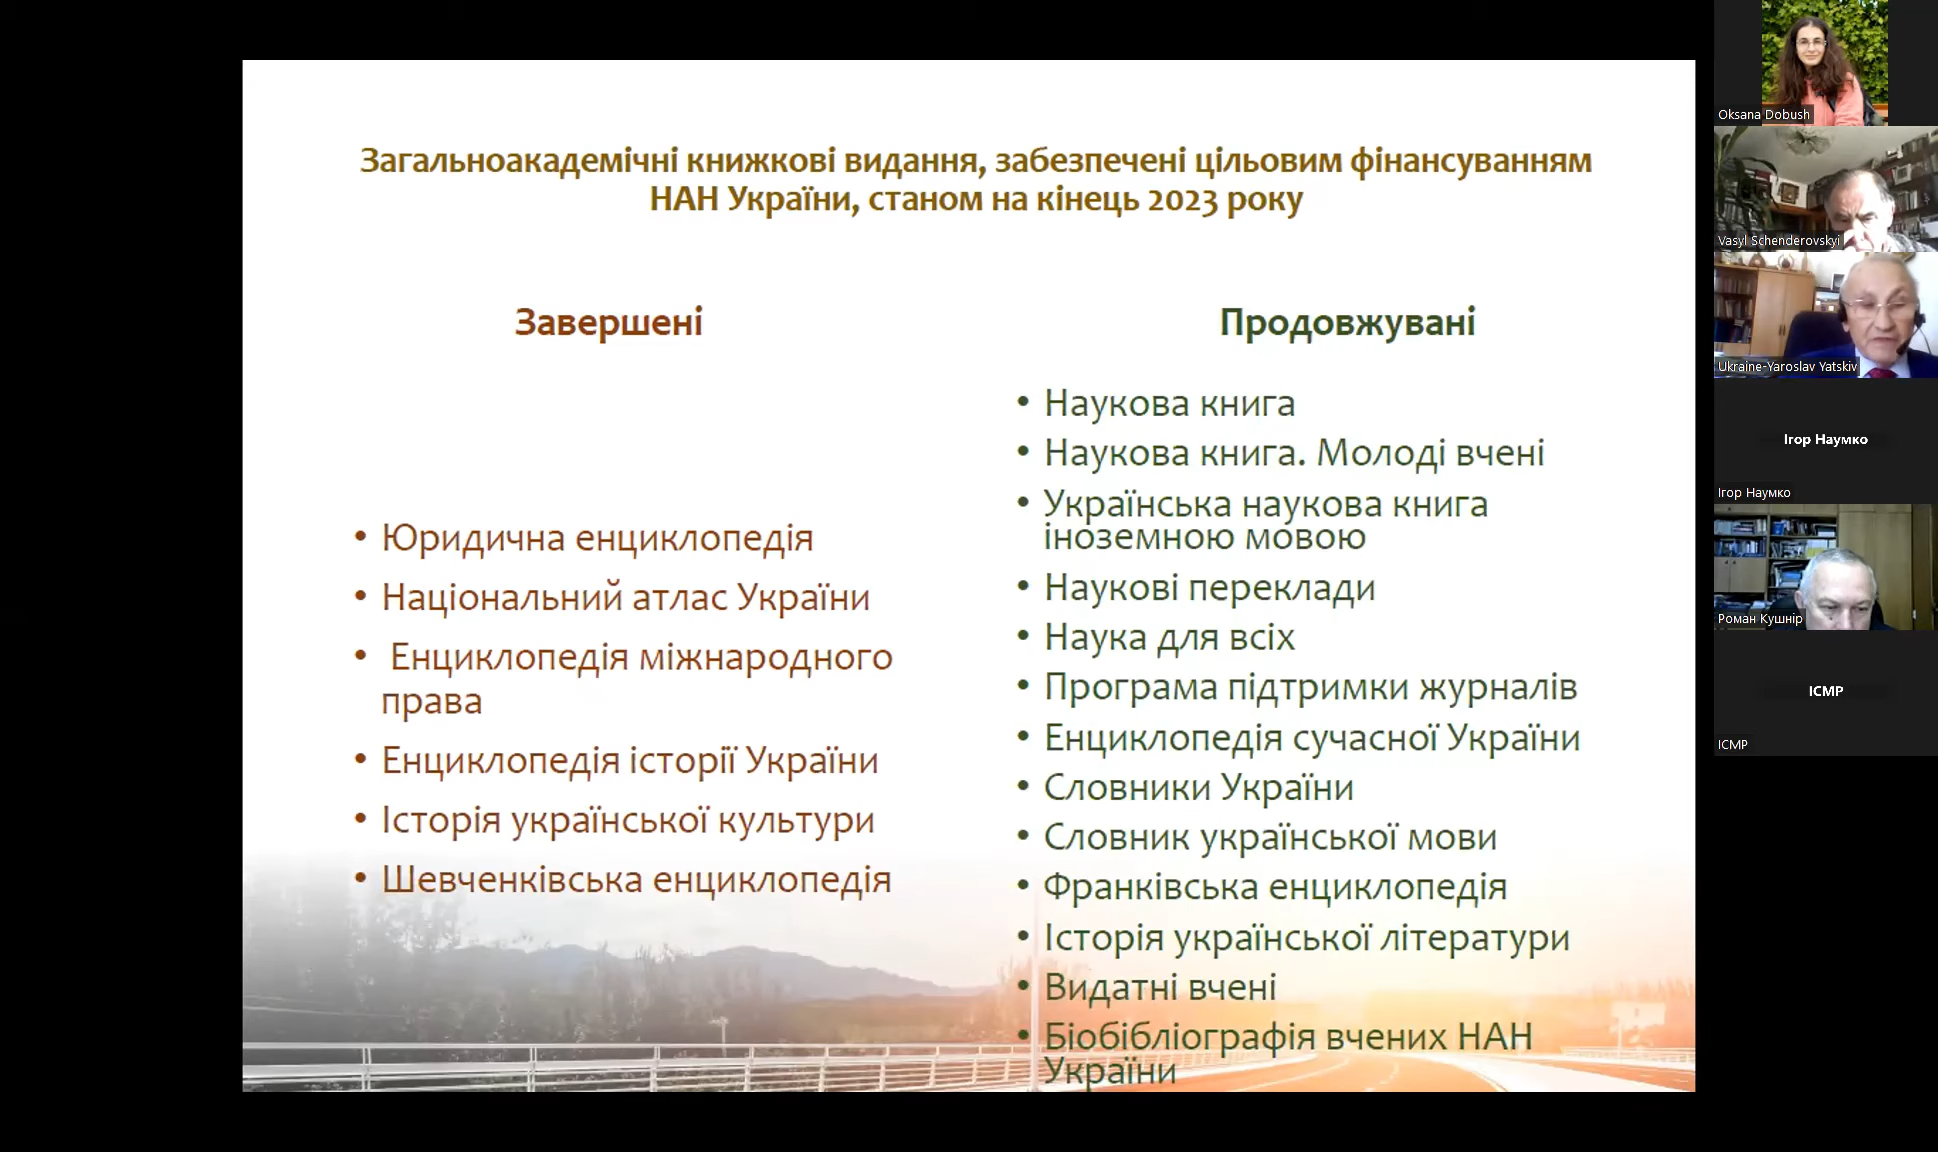 Загальноакадемічні книжкові видання, забезпечені цільовим фінансуванням
НАН України, станом на кінець 2023 року
Завершені
• Юридична енциклопедія
• Національний атлас України
• Енциклопедія міжнародного
права
• Енциклопедія історії України
• Історія української культури
• Шевченківська енциклопедія
Продовжувані
• Наукова книга
• Наукова книга. Молоді вчені
• Українська наукова книга
іноземною мовою
• Наукові переклади
• Наука для всіх
• Програма підтримки журналів
• Енциклопедія сучасної України
• Словники України
• Словник української мови
• Франківська енциклопедія
• Історія української літератури
• Видатні вчені
• Біобібліографія вчених НАН
України
Oksana Dobush
Vasyl Schenderovskyi
Ukraine-Yaroslav Yatskiv
Ігор Наумко
Ігор Наумко
Роман Кушнір
ICMP
ICMP